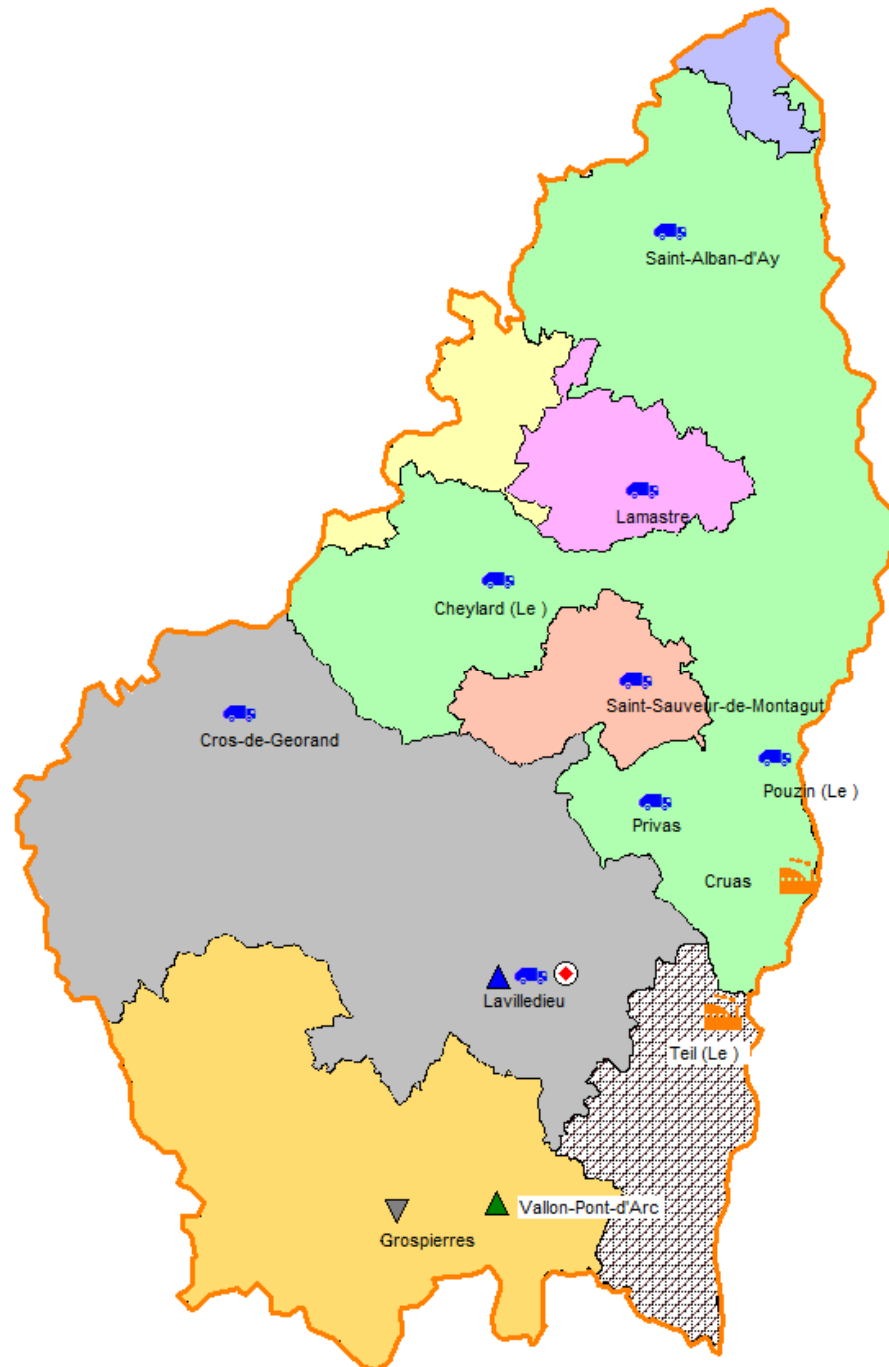 Saint-Alban-d'Ay
Lamastre
Cheylard (Le )
Saint-Sauveur-de-Montagut
Cros-de-Georand
Pouzin (Le )
Privas
Cruas
Lavilledieu
Teil (Le )
Vallon-Pont-d'Arc
Grospierres